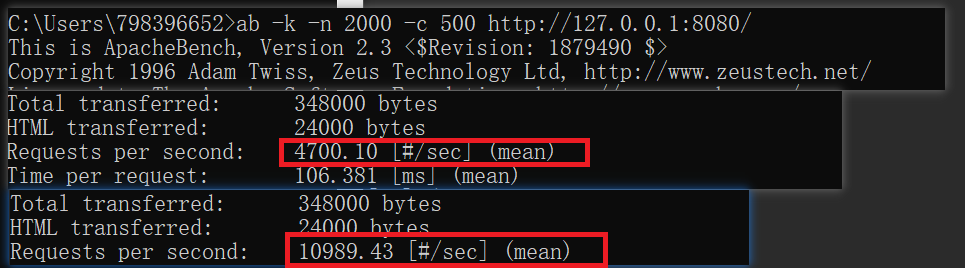 C:\Users\798396652>ab -k -n 2000 -c 500 http://127.0.0.1:8080/
This is ApacheBench, Version 2.3 <$Revision: 1879490 $>
Copyright 1996 Adam Twiss, Zeus Technology Ltd, http://www.zeustech.net/
Total transferred: 348000 bytes
HTML transferred: 24000 bytes
Requests per second: 4700.10 [#/sec] (mean)
Time per request: 106.381 [ms] (mean)
Total transferred: 348000 bytes
HTML transferred: 24000 bytes
Requests per second: 10989.43 [#/sec] (mean)